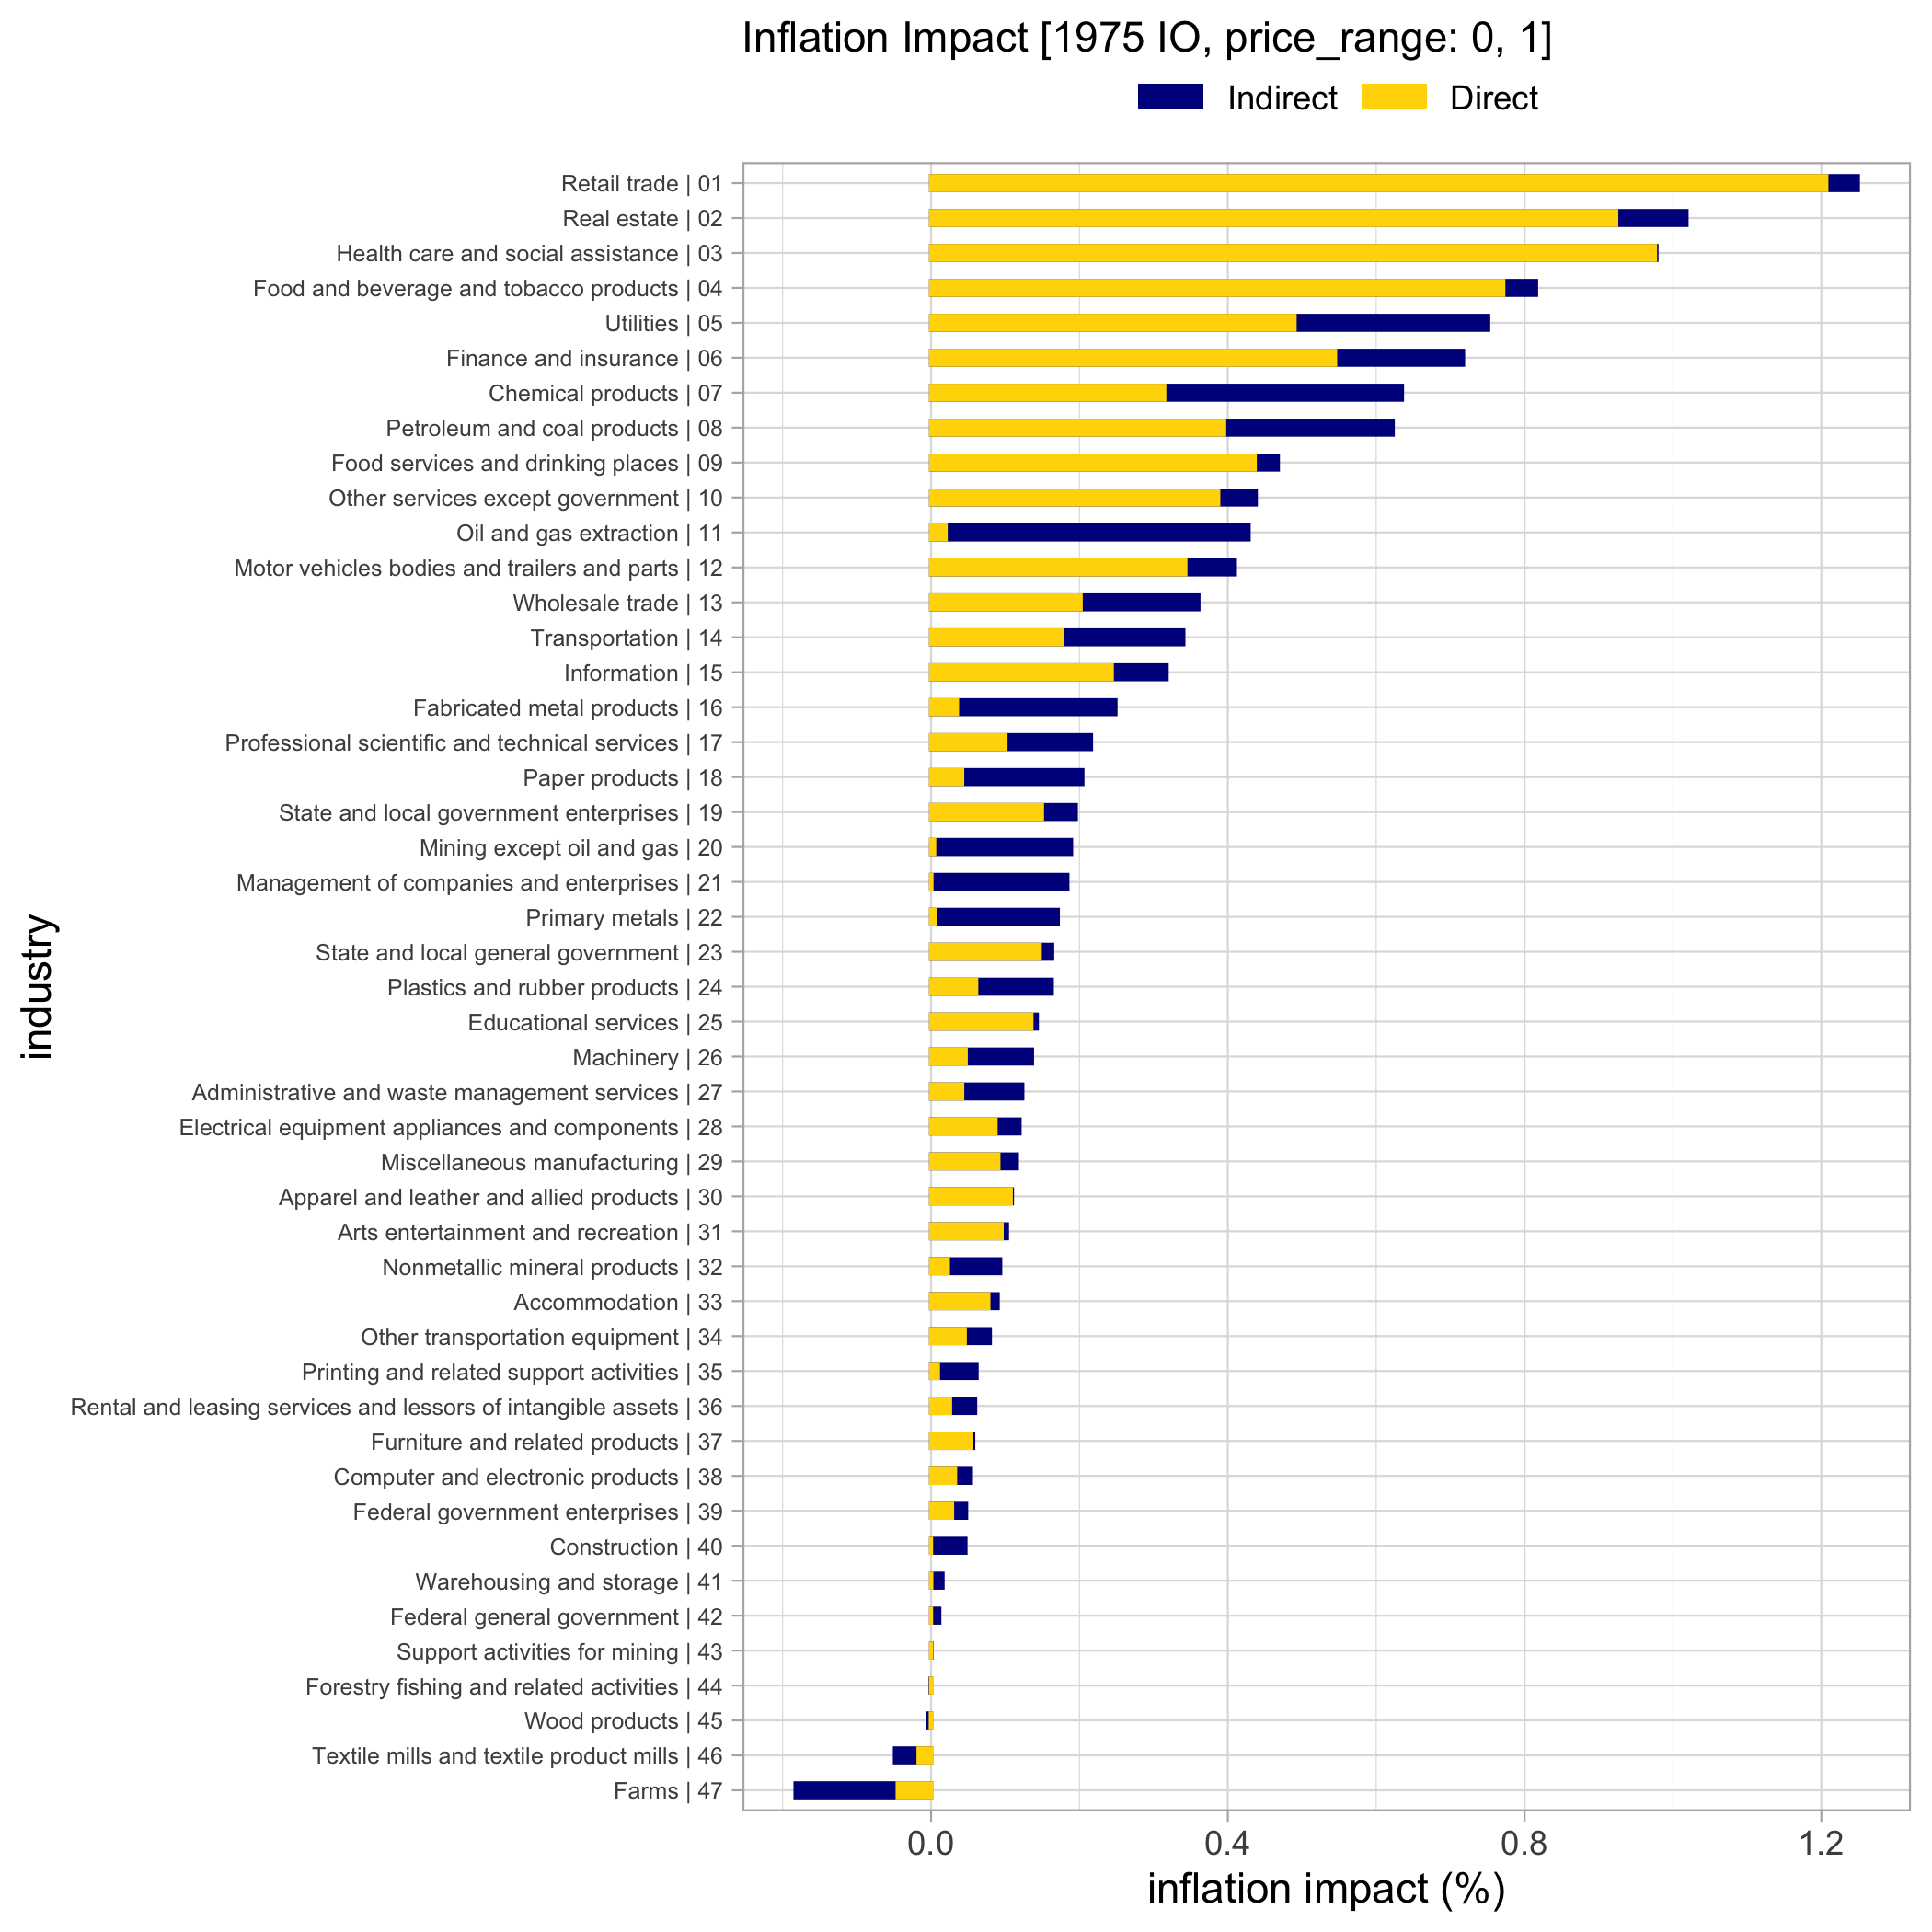 Inflation Impact [1975 IO, price_range: 0, 1]
Indirect
Direct
Retail trade | 01
Real estate | 02
Health care and social assistance | 03
Food and beverage and tobacco products | 04
Utilities | 05
Finance and insurance | 06
Chemical products | 07
Petroleum and coal products | 08
Food services and drinking places | 09
Other services except government | 10
Oil and gas extraction | 11
Motor vehicles bodies and trailers and parts | 12
Wholesale trade | 13
Transportation | 14
Information | 15
Fabricated metal products | 16
Professional scientific and technical services | 17
Paper products | 18
State and local government enterprises | 19
Mining except oil and gas | 20
Management of companies and enterprises | 21
Primary metals | 22
State and local general government | 23
Plastics and rubber products | 24
Educational services | 25
Machinery | 26
Administrative and waste management services | 27
Electrical equipment appliances and components | 28
Miscellaneous manufacturing | 29
Apparel and leather and allied products | 30
Arts entertainment and recreation | 31
Nonmetallic mineral products | 32
Accommodation | 33
Other transportation equipment | 34
Printing and related support activities | 35
Rental and leasing services and lessors of intangible assets | 36
Furniture and related products | 37
Computer and electronic products | 38
Federal government enterprises | 39
Construction | 40
Warehousing and storage | 41
Federal general government | 42
Support activities for mining | 43
Forestry fishing and related activities | 44
Wood products | 45
Textile mills and textile product mills | 46
Farms | 47
industry
0.0 0.4 0.8 1.2
inflation impact (%)